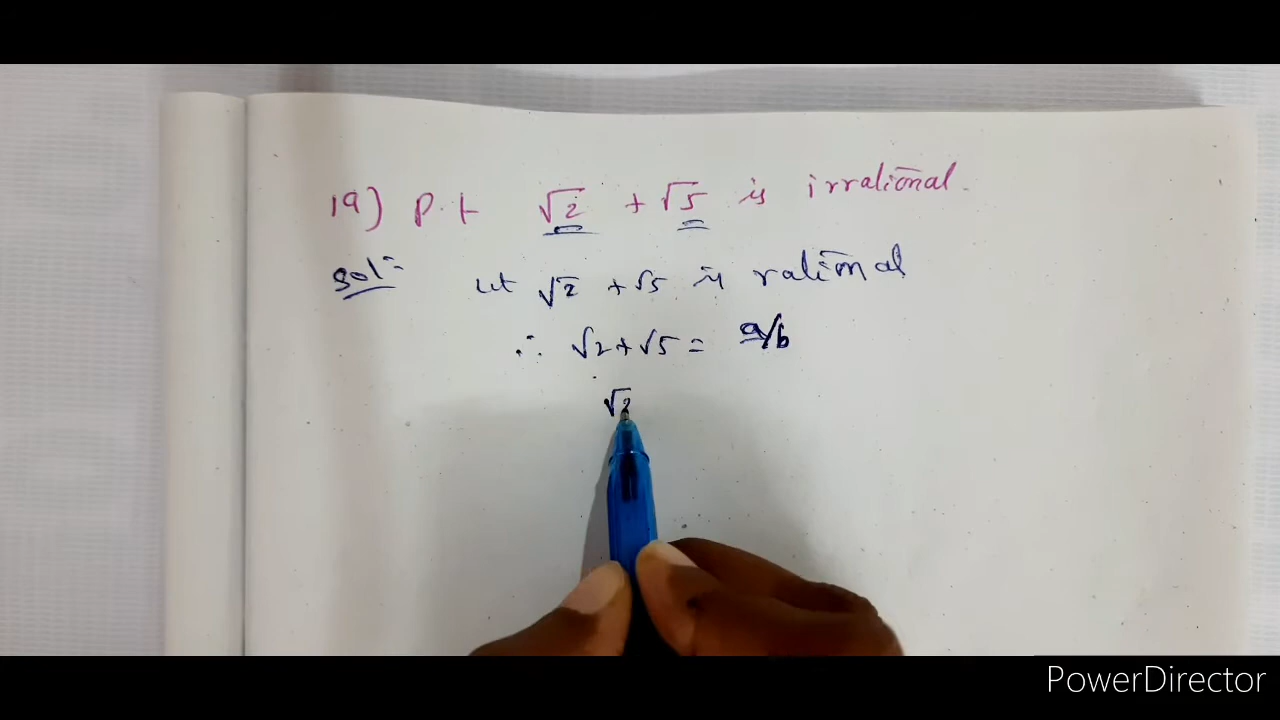 19) P.t √2 + √5 is irrational.
Sol:- let √2 + √5 is rational
∴ √2 + √5 = a/b
√2
PowerDirector